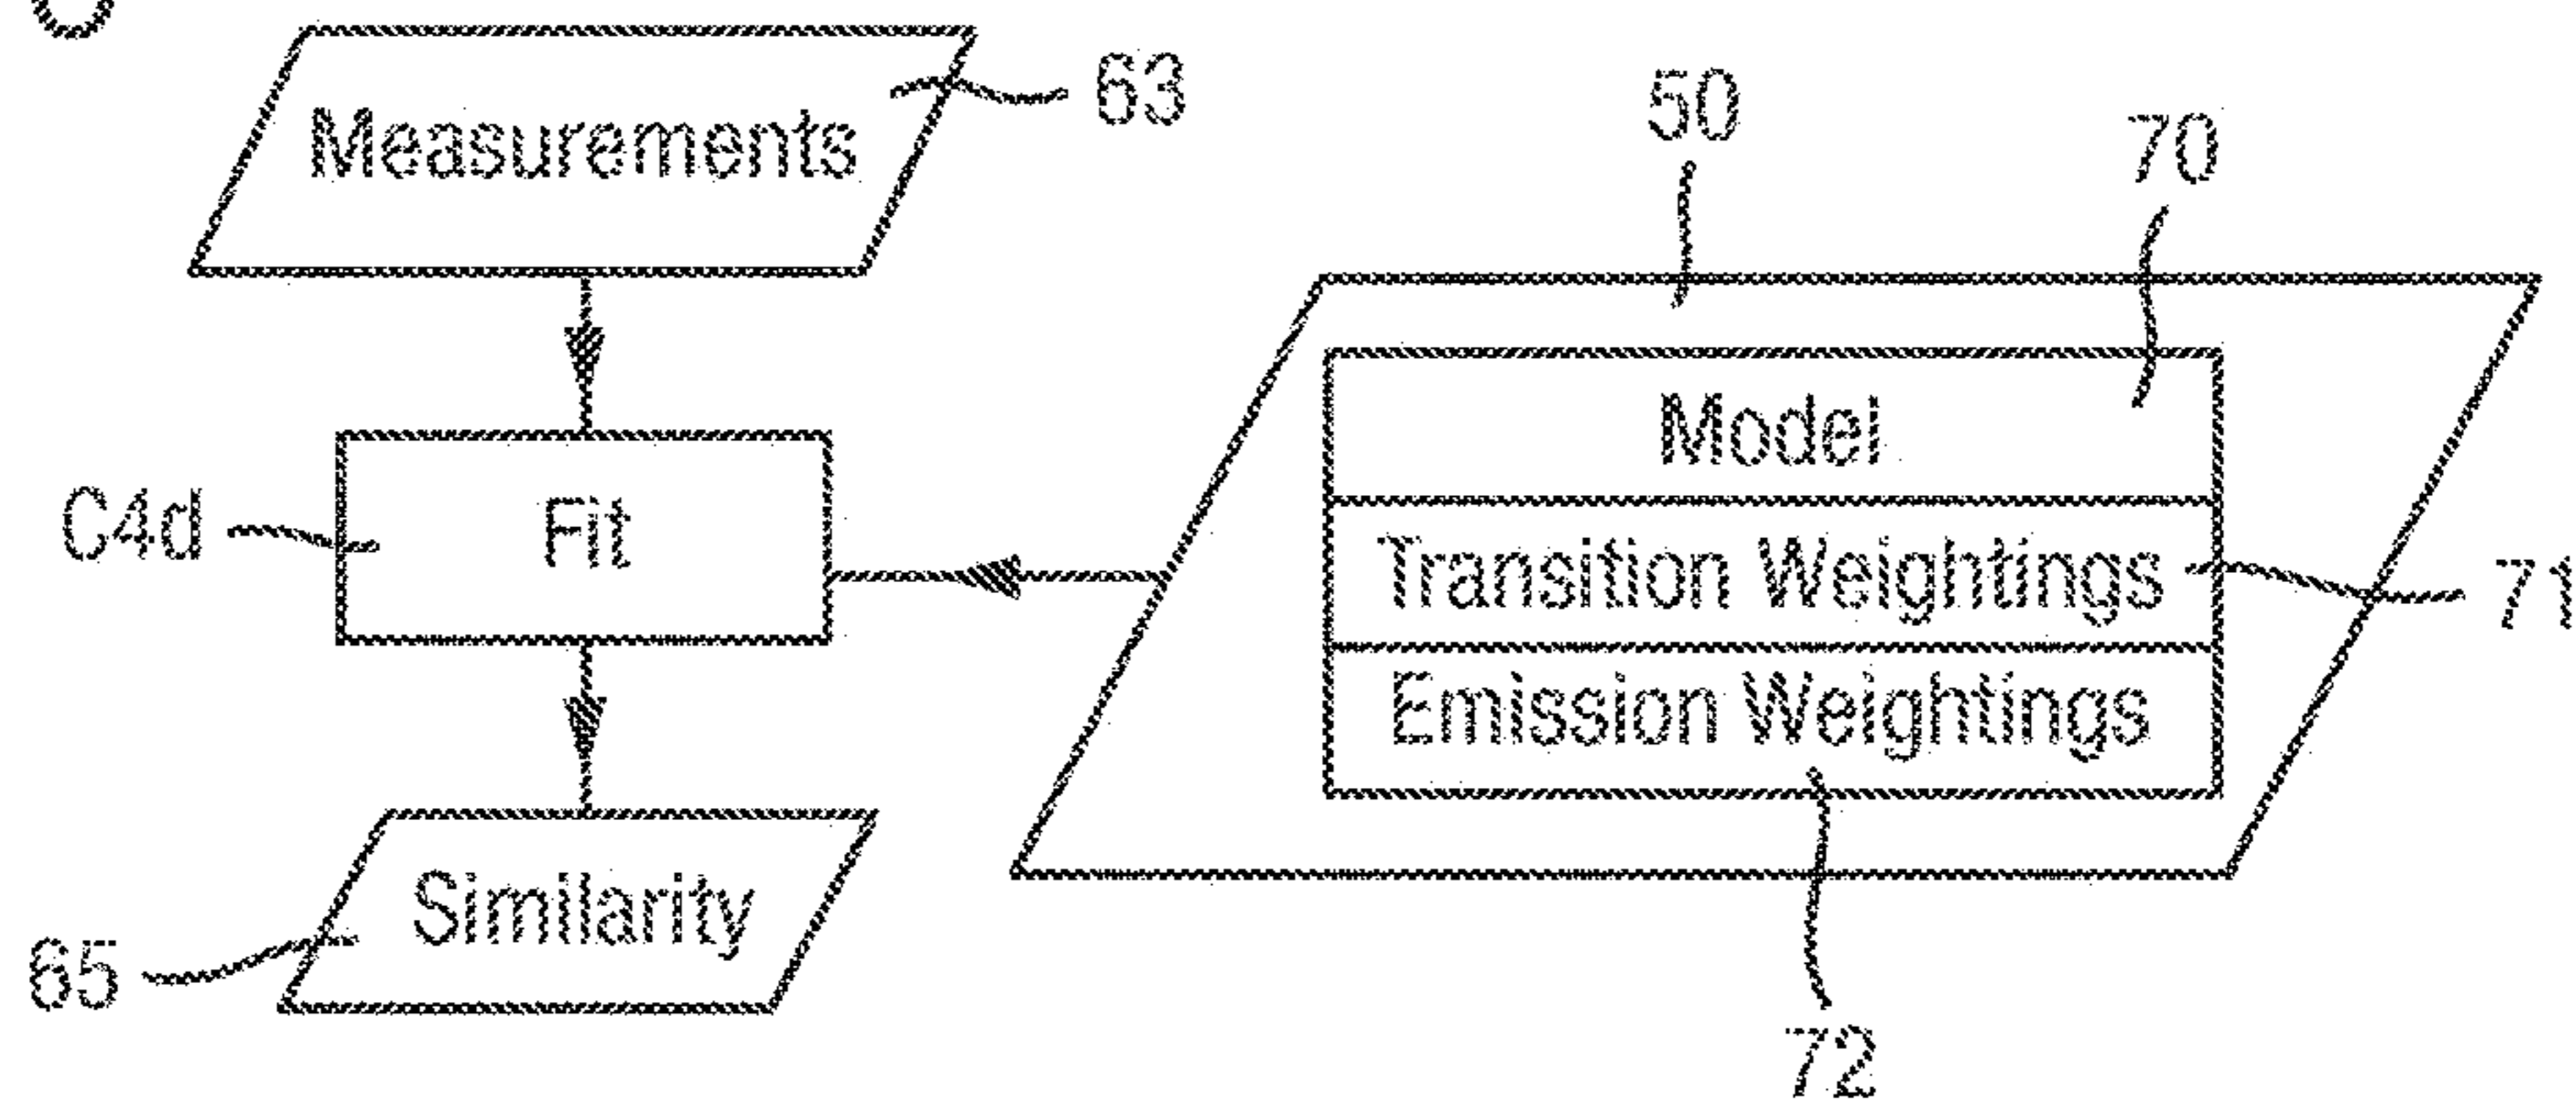 Measurements
63
50
70
Model
C4d
Fit
Transition Weightings
71
Emission Weightings
Similarity
65
72